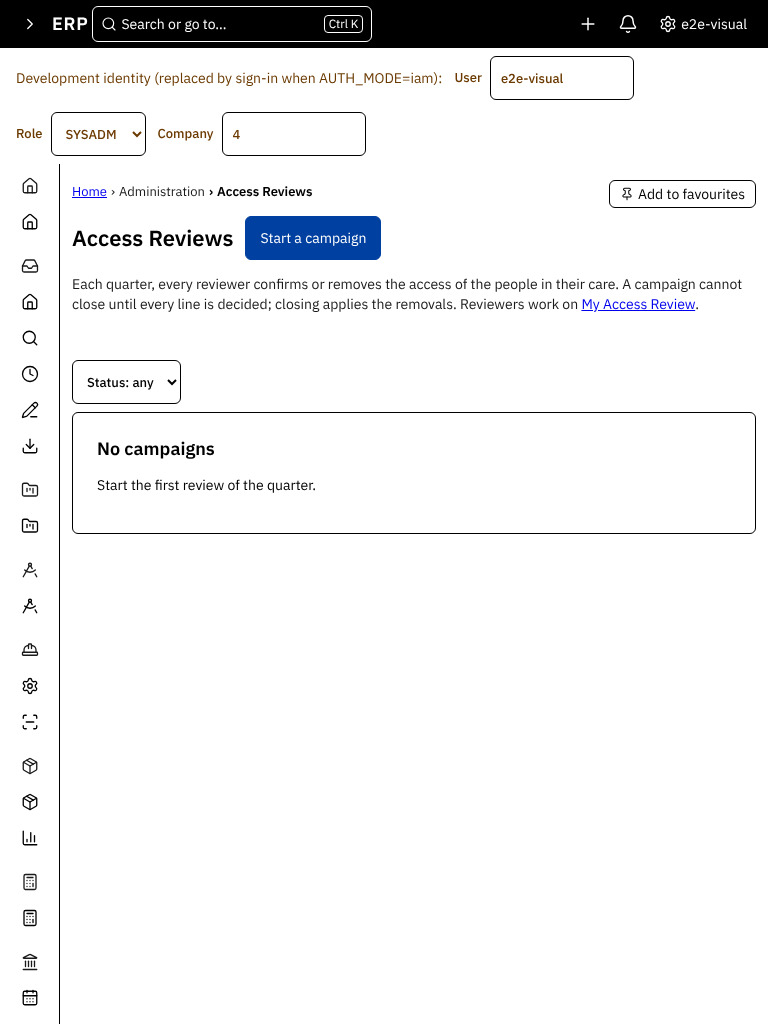 ERP
Search or go to...
Ctrl K
e2e-visual
Development identity (replaced by sign-in when AUTH_MODE=iam):
User
e2e-visual
Role
SYSADM
Company
4
Home › Administration › Access Reviews
Add to favourites
Access Reviews
Start a campaign
Each quarter, every reviewer confirms or removes the access of the people in their care. A campaign cannot
close until every line is decided; closing applies the removals. Reviewers work on My Access Review.
Status: any
No campaigns
Start the first review of the quarter.